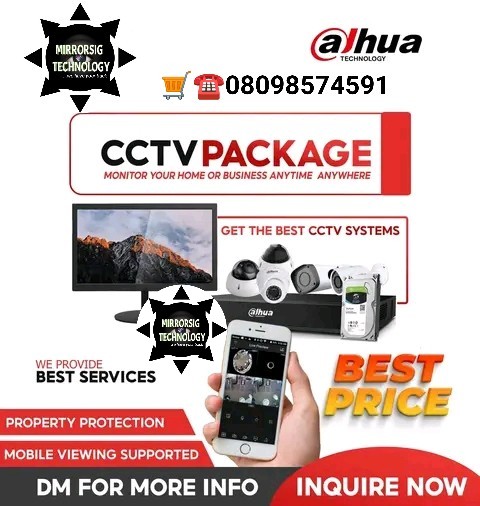 MIRRORSIG
TECHNOLOGY
alhua
TECHNOLOGY
08098574591
CCTV PACKAGE
MONITOR YOUR HOME OR BUSINESS ANYTIME ANYWHERE
GET THE BEST CCTV SYSTEMS
alhua
MIRRORSIG
TECHNOLOGY
WE PROVIDE
BEST SERVICES
BEST
PRICE
PROPERTY PROTECTION
MOBILE VIEWING SUPPORTED
DM FOR MORE INFO
INQUIRE NOW